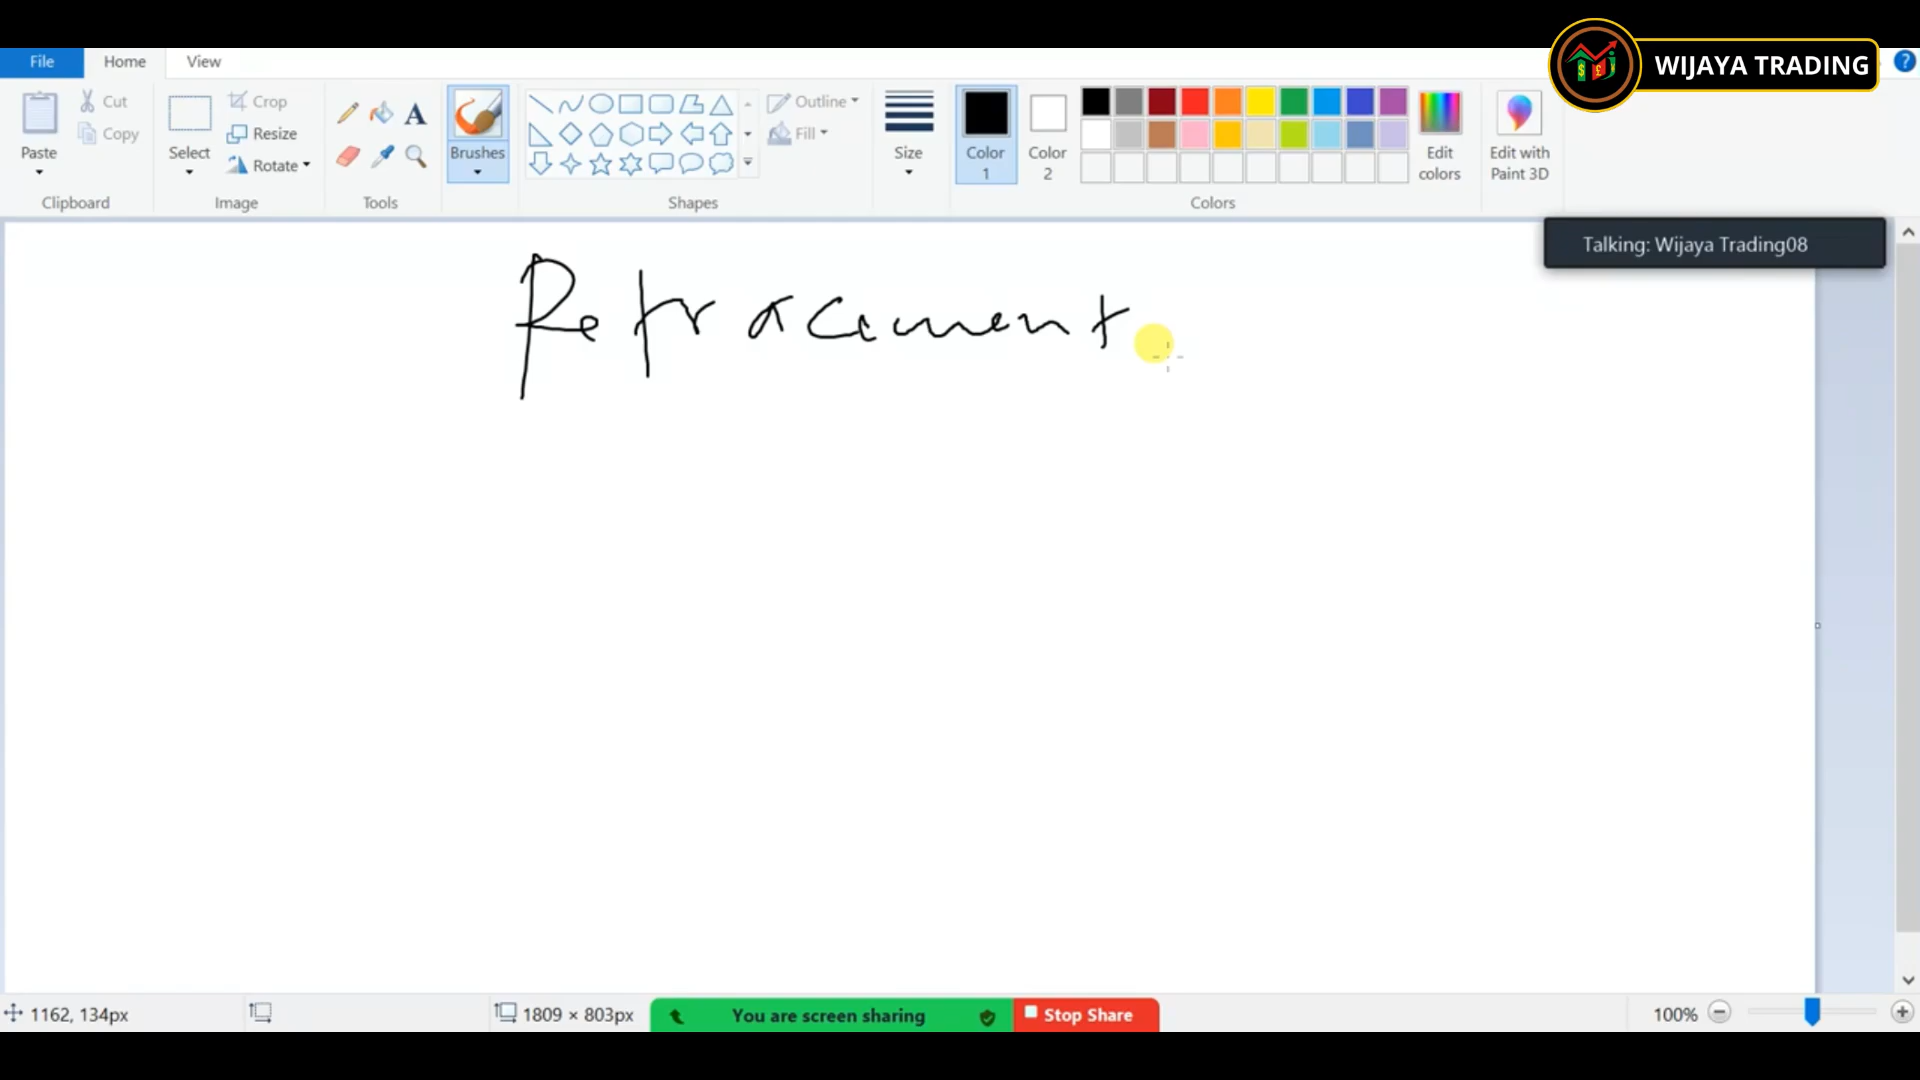 WIJAYA TRADING
File Home View
Cut
Copy
Paste
Clipboard
Select
Crop
Resize
Rotate
Image
Tools
Brushes
Shapes
Outline
Fill
Size
Color 1
Color 2
Colors
Edit colors
Edit with Paint 3D
Talking: Wijaya Trading08
Retracement
1162, 134px
1809 × 803px
You are screen sharing
Stop Share
100%